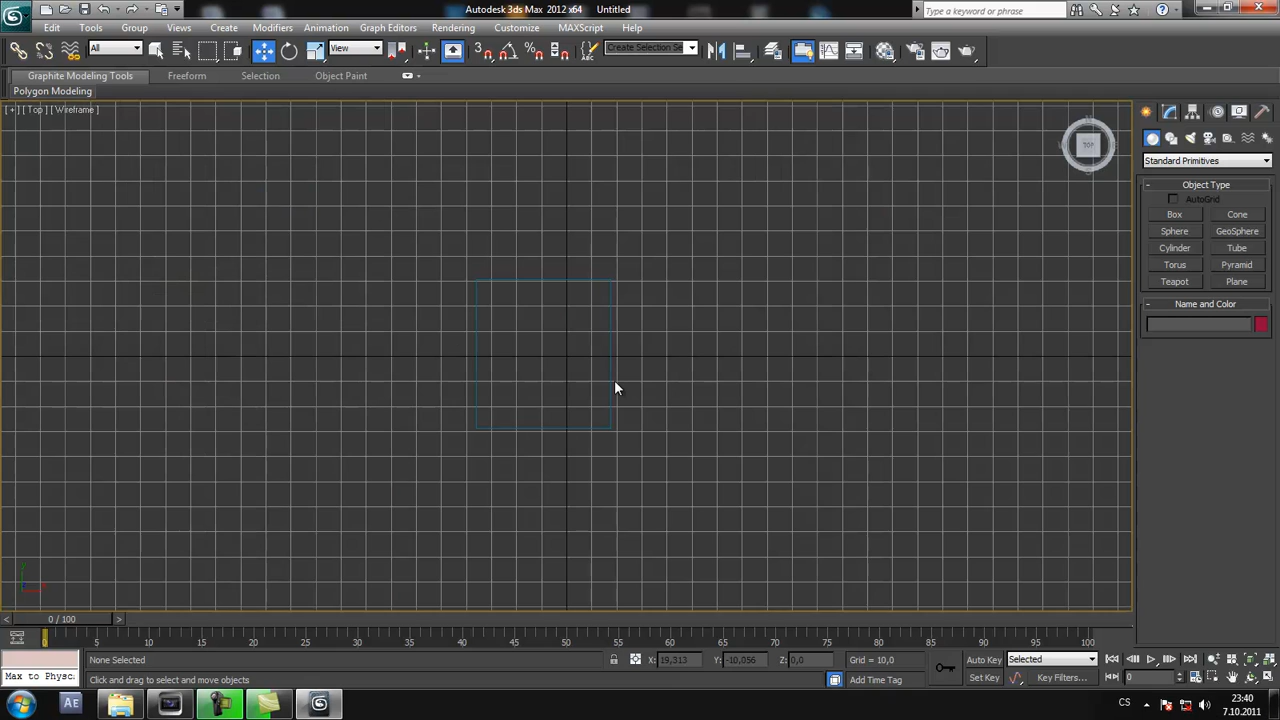 Autodesk 3ds Max 2012 x64 Untitled
Type a keyword or phrase
Edit Tools Group Views Create Modifiers Animation Graph Editors Rendering Customize MAXScript Help
All View Create Selection Se
Graphite Modeling Tools Freeform Selection Object Paint
Polygon Modeling
[ + ] [ Top ] [ Wireframe ]
TOP
Standard Primitives
- Object Type
AutoGrid
Box Cone
Sphere GeoSphere
Cylinder Tube
Torus Pyramid
Teapot Plane
- Name and Color
< 0 / 100 >
0 5 10 15 20 25 30 35 40 45 50 55 60 65 70 75 80 85 90 95 100
None Selected X: 19,313 Y: -10,056 Z: 0,0 Grid = 10,0 Auto Key Selected
Max to Physc: Click and drag to select and move objects Add Time Tag Set Key Key Filters... 0
Ae CS 23:40
7.10.2011